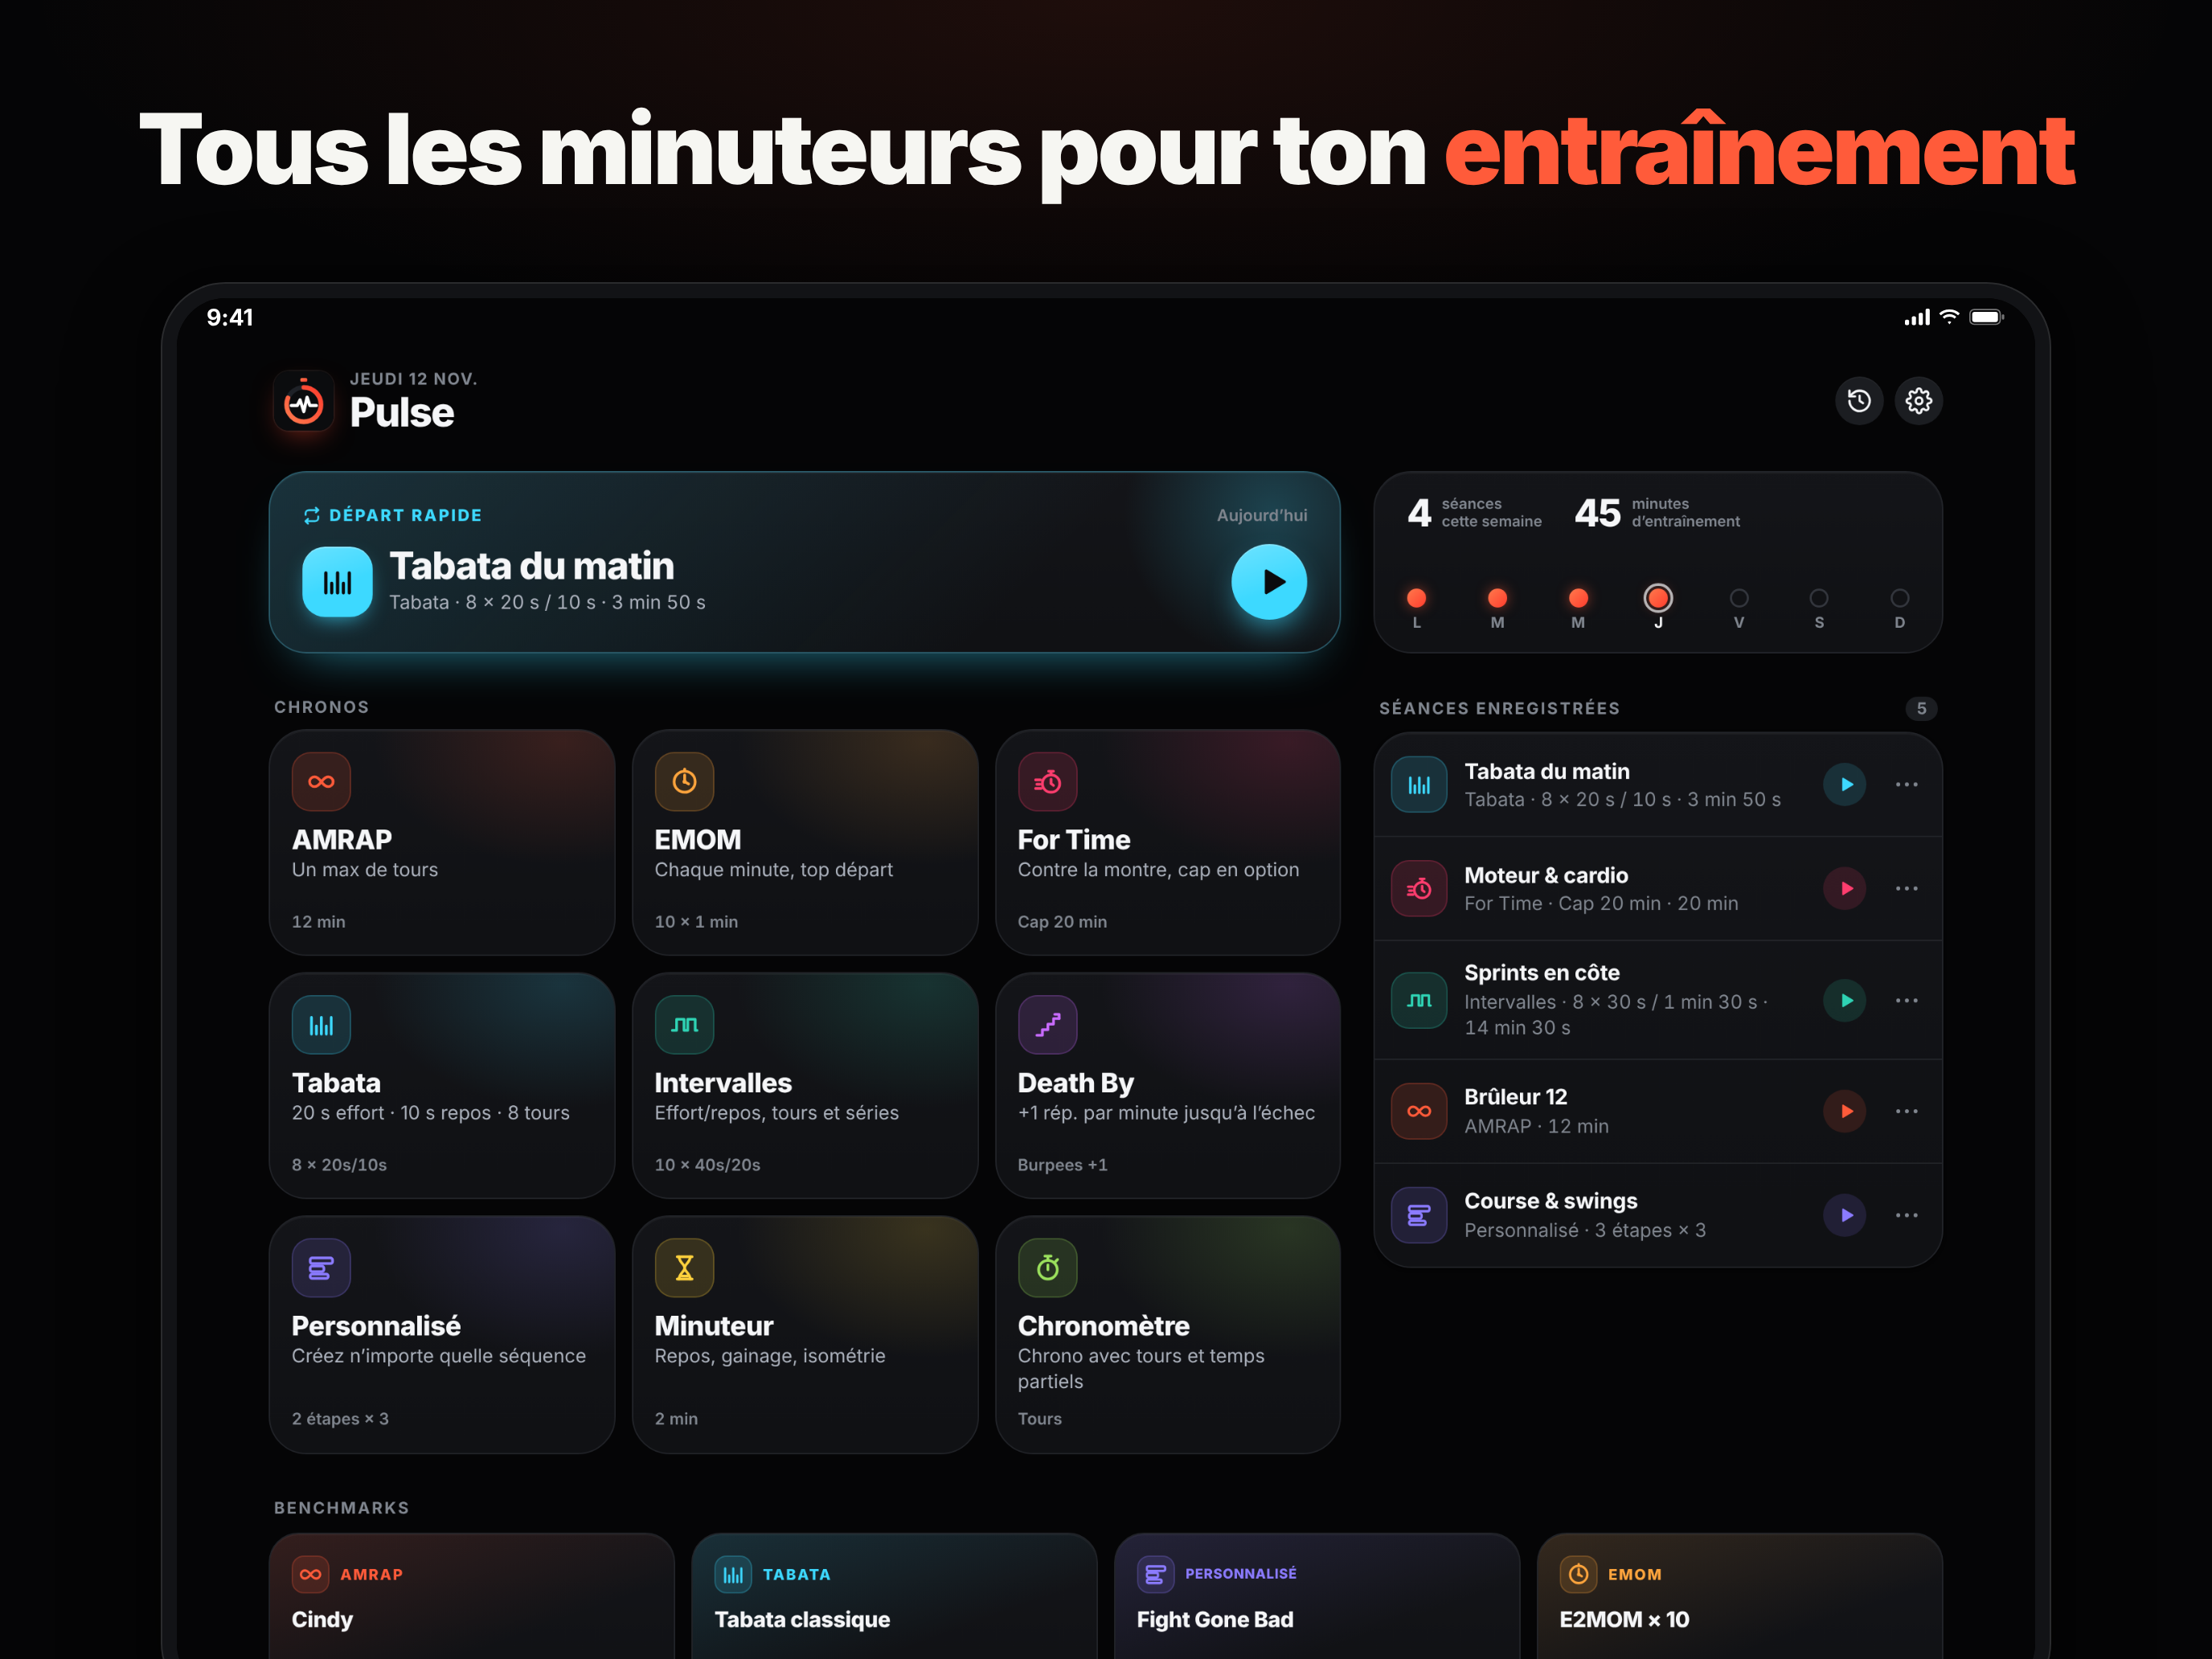 Tous les minuteurs pour ton entraînement
9:41
JEUDI 12 NOV.
Pulse
DÉPART RAPIDE
Aujourd’hui
Tabata du matin
Tabata · 8 × 20 s / 10 s · 3 min 50 s
4 séances cette semaine
45 minutes d’entraînement
L M M J V S D
CHRONOS
AMRAP
Un max de tours
12 min
EMOM
Chaque minute, top départ
10 × 1 min
For Time
Contre la montre, cap en option
Cap 20 min
Tabata
20 s effort · 10 s repos · 8 tours
8 × 20s/10s
Intervalles
Effort/repos, tours et séries
10 × 40s/20s
Death By
+1 rép. par minute jusqu’à l’échec
Burpees +1
Personnalisé
Créez n’importe quelle séquence
2 étapes × 3
Minuteur
Repos, gainage, isométrie
2 min
Chronomètre
Chrono avec tours et temps
partiels
Tours
SÉANCES ENREGISTRÉES
5
Tabata du matin
Tabata · 8 × 20 s / 10 s · 3 min 50 s
Moteur & cardio
For Time · Cap 20 min · 20 min
Sprints en côte
Intervalles · 8 × 30 s / 1 min 30 s ·
14 min 30 s
Brûleur 12
AMRAP · 12 min
Course & swings
Personnalisé · 3 étapes × 3
BENCHMARKS
AMRAP
Cindy
TABATA
Tabata classique
PERSONNALISÉ
Fight Gone Bad
EMOM
E2MOM × 10